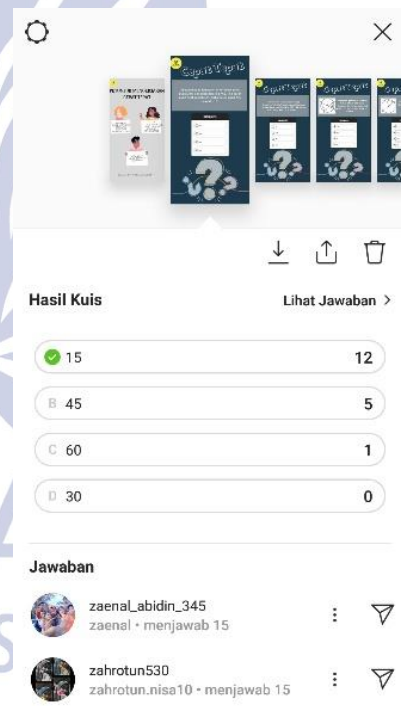 Hasil Kuis
Lihat Jawaban >
15 12
B 45 5
C 60 1
D 30 0
Jawaban
zaenal_abidin_345
zaenal • menjawab 15
zahrotun530
zahrotun.nisa10 • menjawab 15